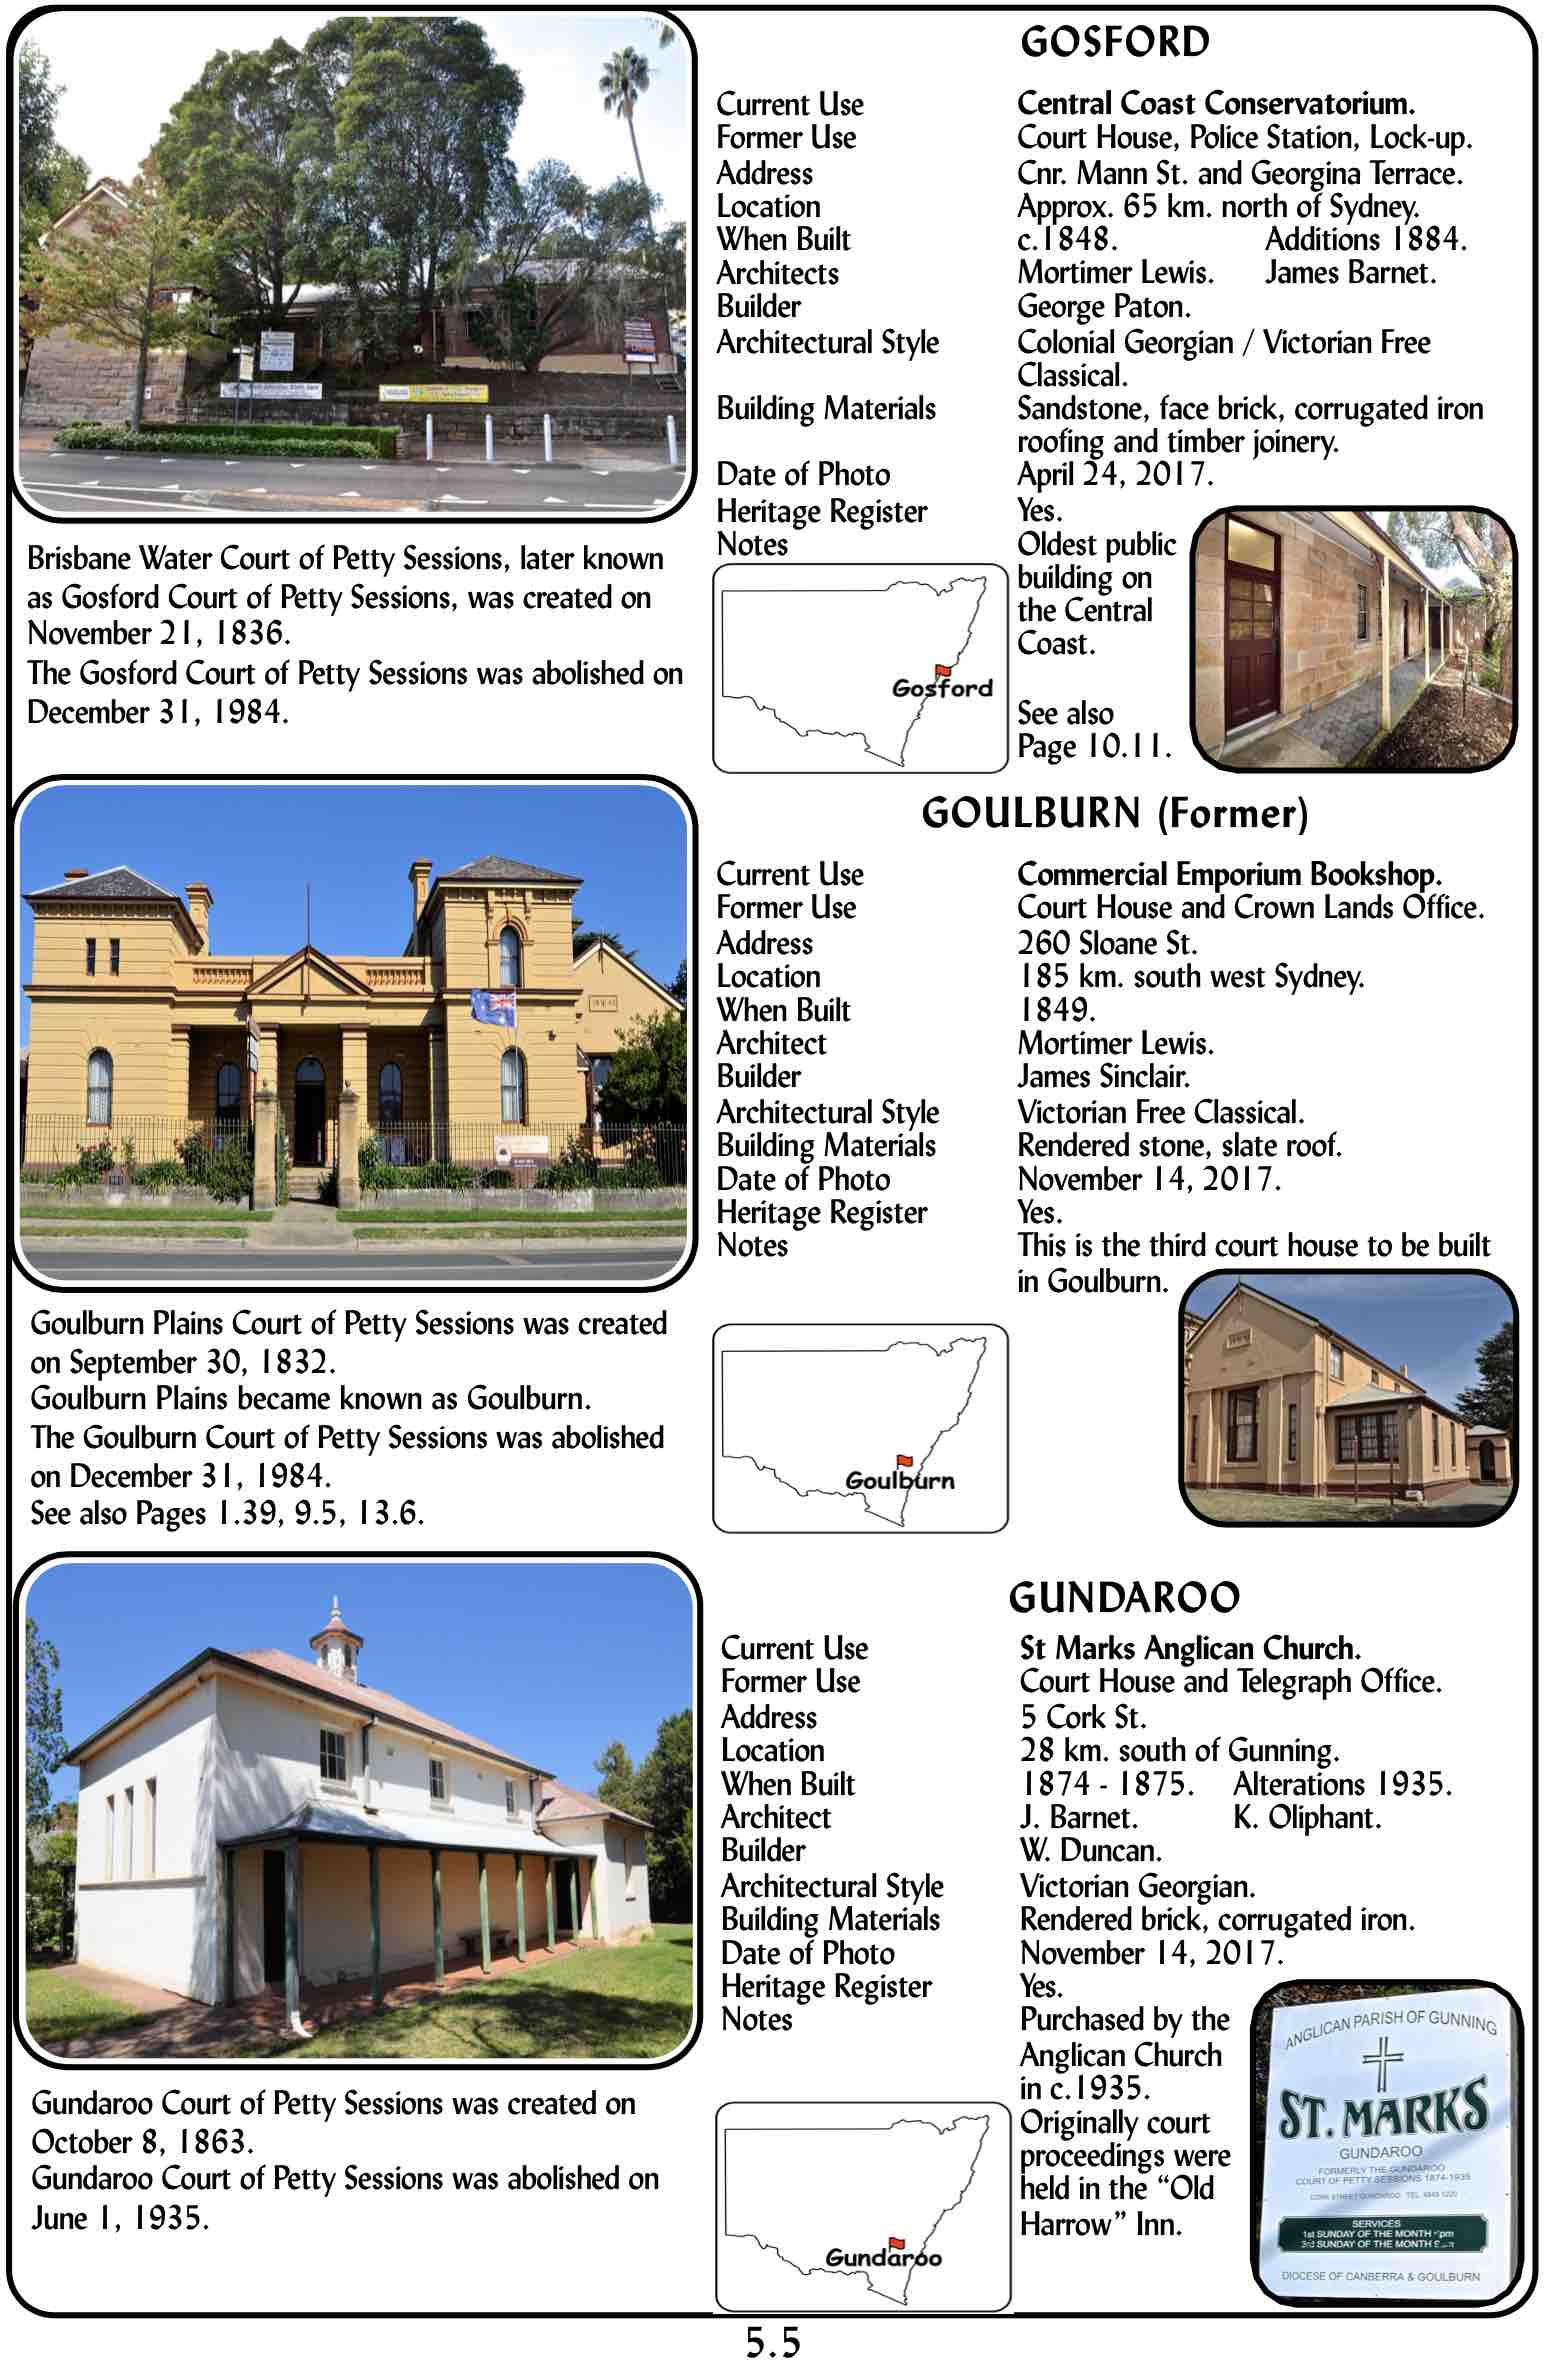 GOSFORD
Current Use Central Coast Conservatorium.
Former Use Court House, Police Station, Lock-up.
Address Cnr. Mann St. and Georgina Terrace.
Location Approx. 65 km. north of Sydney.
When Built c.1848. Additions 1884.
Architects Mortimer Lewis. James Barnet.
Builder George Paton.
Architectural Style Colonial Georgian / Victorian Free
Classical.
Building Materials Sandstone, face brick, corrugated iron
roofing and timber joinery.
Date of Photo April 24, 2017.
Heritage Register Yes.
Notes Oldest public
building on
the Central
Coast.
See also
Page 10.11.
Gosford
Brisbane Water Court of Petty Sessions, later known
as Gosford Court of Petty Sessions, was created on
November 21, 1836.
The Gosford Court of Petty Sessions was abolished on
December 31, 1984.
GOULBURN (Former)
Current Use Commercial Emporium Bookshop.
Former Use Court House and Crown Lands Office.
Address 260 Sloane St.
Location 185 km. south west Sydney.
When Built 1849.
Architect Mortimer Lewis.
Builder James Sinclair.
Architectural Style Victorian Free Classical.
Building Materials Rendered stone, slate roof.
Date of Photo November 14, 2017.
Heritage Register Yes.
Notes This is the third court house to be built
in Goulburn.
Goulburn
Goulburn Plains Court of Petty Sessions was created
on September 30, 1832.
Goulburn Plains became known as Goulburn.
The Goulburn Court of Petty Sessions was abolished
on December 31, 1984.
See also Pages 1.39, 9.5, 13.6.
GUNDAROO
Current Use St Marks Anglican Church.
Former Use Court House and Telegraph Office.
Address 5 Cork St.
Location 28 km. south of Gunning.
When Built 1874 - 1875. Alterations 1935.
Architect J. Barnet. K. Oliphant.
Builder W. Duncan.
Architectural Style Victorian Georgian.
Building Materials Rendered brick, corrugated iron.
Date of Photo November 14, 2017.
Heritage Register Yes.
Notes Purchased by the
Anglican Church
in c.1935.
Originally court
proceedings were
held in the “Old
Harrow” Inn.
Gundaroo
ANGLICAN PARISH OF GUNNING
ST. MARKS
GUNDAROO
FORMERLY THE GUNDAROO
COURT OF PETTY SESSIONS 1874-1935
CORK STREET GUNDAROO TEL
SERVICES
1st SUNDAY OF THE MONTH
3rd SUNDAY OF THE MONTH
DIOCESE OF CANBERRA & GOULBURN
Gundaroo Court of Petty Sessions was created on
October 8, 1863.
Gundaroo Court of Petty Sessions was abolished on
June 1, 1935.
5.5